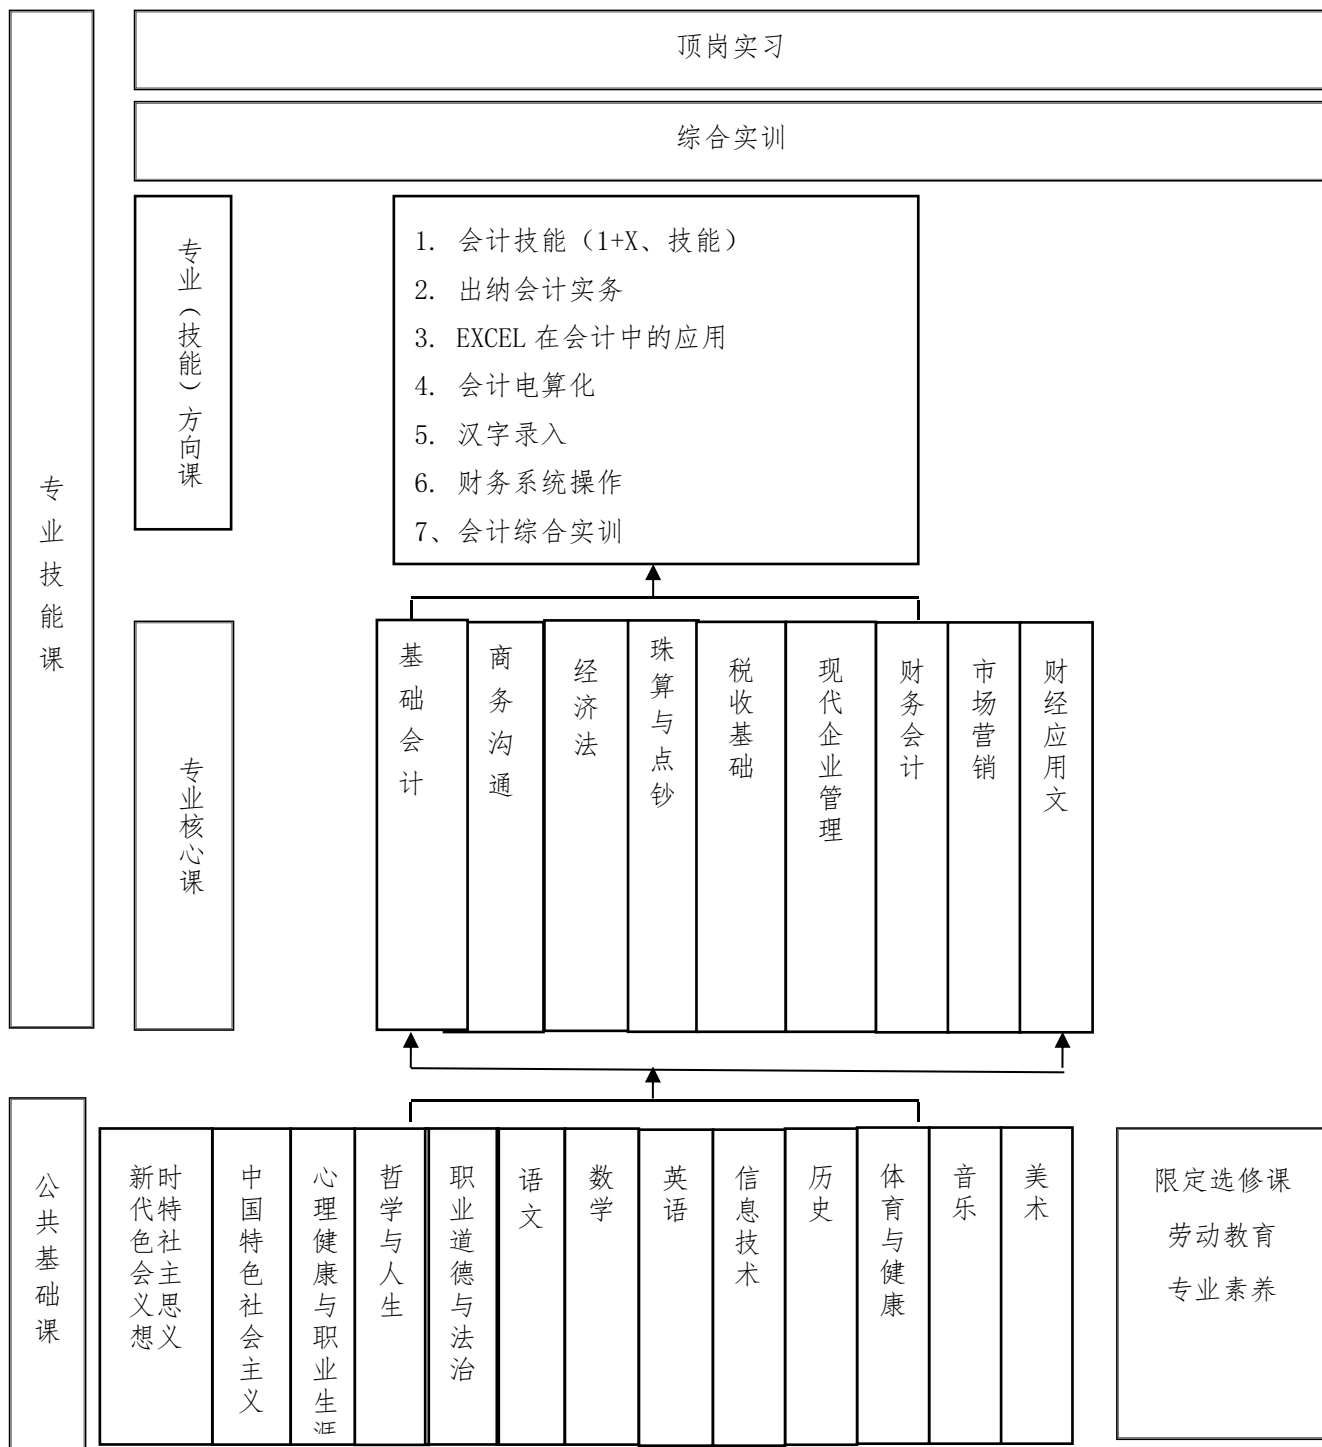 顶岗实习
综合实训
专业技能课
专业（技能）方向课
1. 会计技能（1+X、技能）
2. 出纳会计实务
3. EXCEL 在会计中的应用
4. 会计电算化
5. 汉字录入
6. 财务系统操作
7、会计综合实训
专业核心课
基础会计
商务沟通
经济法
珠算与点钞
税收基础
现代企业管理
财务会计
市场营销
财经应用文
公共基础课
新时
代特
色社
会主
义思
想义
中国特色社会主义
心理健康与职业生涯
哲学与人生
职业道德与法治
语文
数学
英语
信息技术
历史
体育与健康
音乐
美术
限定选修课
劳动教育
专业素养